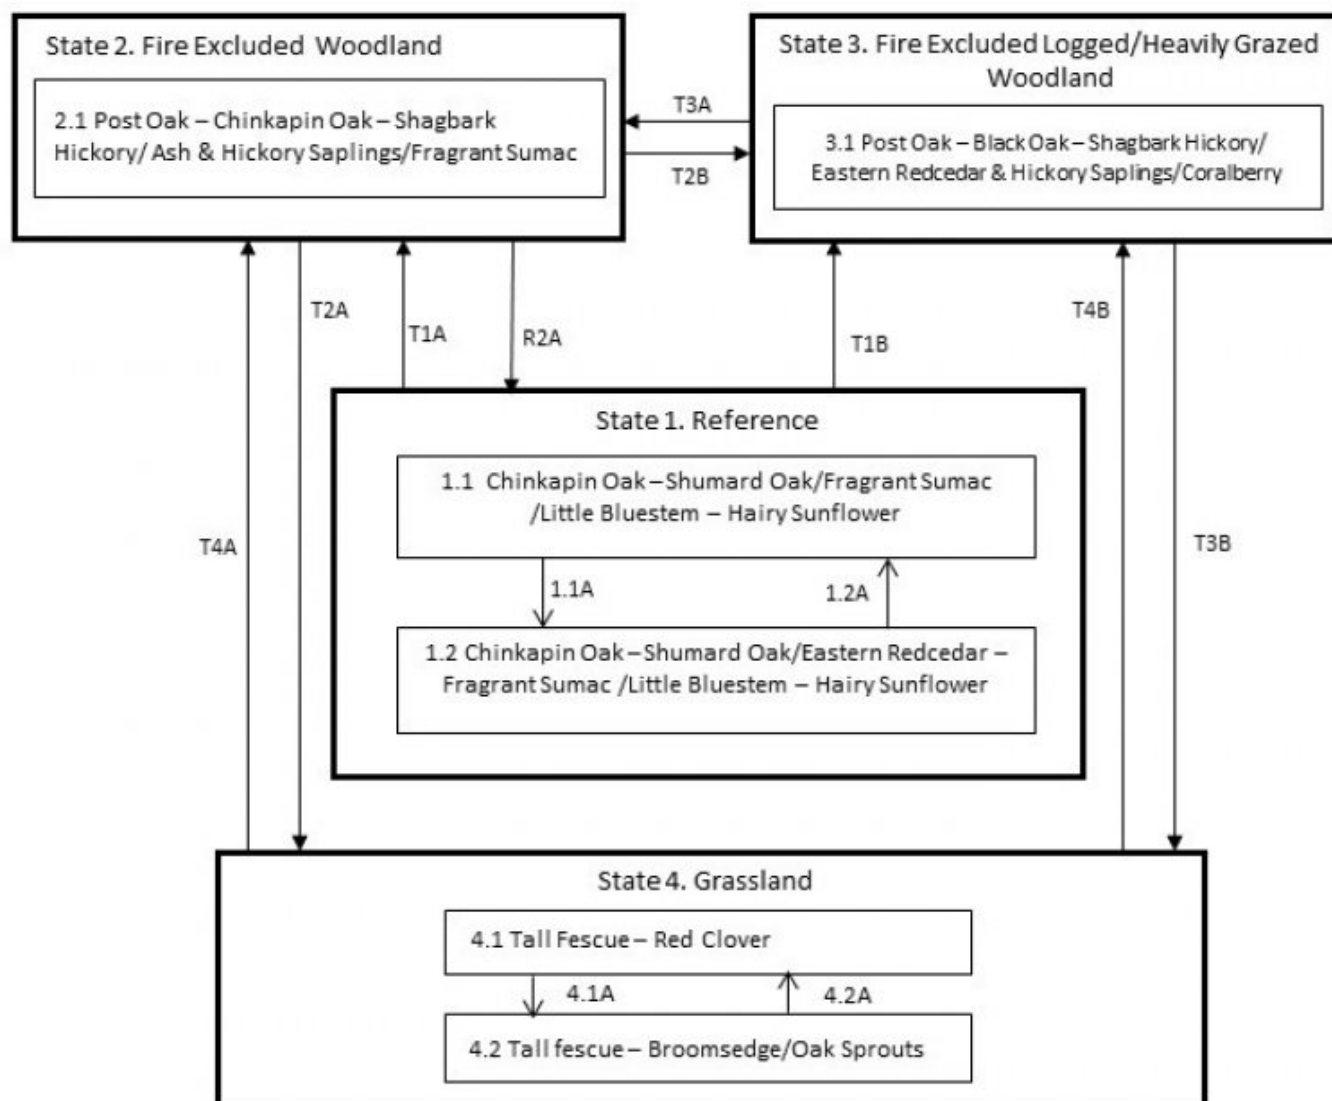 State 2. Fire Excluded Woodland
2.1 Post Oak – Chinkapin Oak – Shagbark
Hickory/ Ash & Hickory Saplings/Fragrant Sumac
State 3. Fire Excluded Logged/Heavily Grazed
Woodland
3.1 Post Oak – Black Oak – Shagbark Hickory/
Eastern Redcedar & Hickory Saplings/Coralberry
T3A
T2B
T2A
T1A
R2A
T1B
T4B
State 1. Reference
1.1 Chinkapin Oak – Shumard Oak/Fragrant Sumac
/Little Bluestem – Hairy Sunflower
T4A
T3B
1.1A
1.2A
1.2 Chinkapin Oak – Shumard Oak/Eastern Redcedar –
Fragrant Sumac /Little Bluestem – Hairy Sunflower
State 4. Grassland
4.1 Tall Fescue – Red Clover
4.1A
4.2A
4.2 Tall fescue – Broomsedge/Oak Sprouts